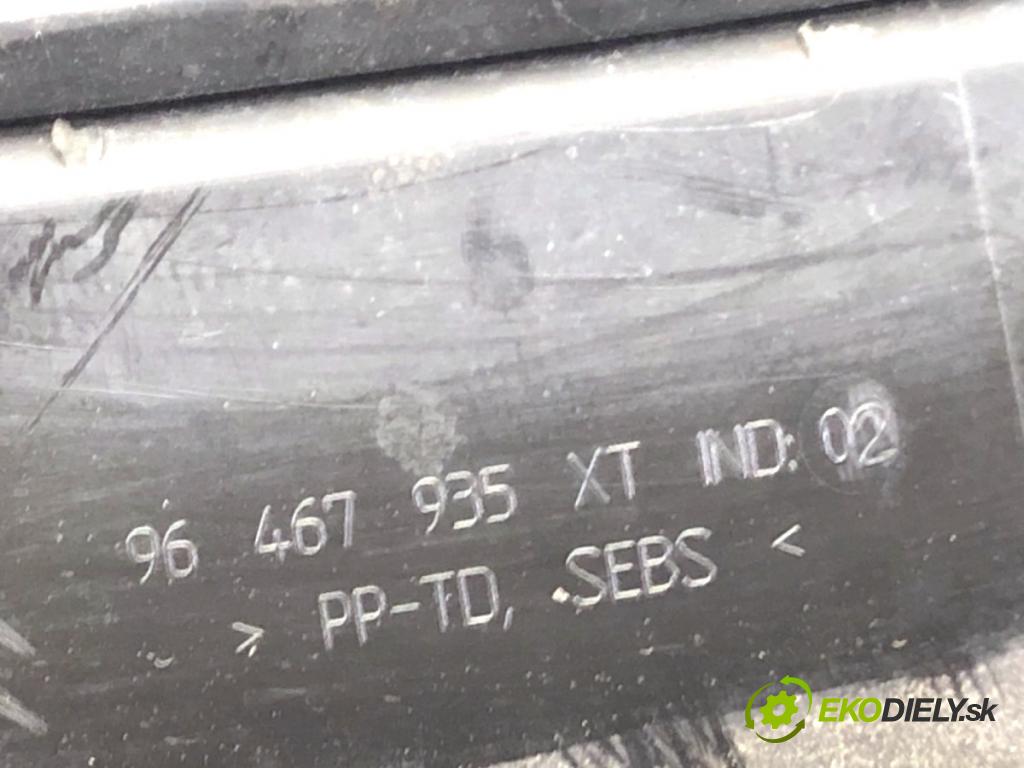 96 467 935 XT IND: 02
> PP-TD, SEBS <
EKODIELY.sk